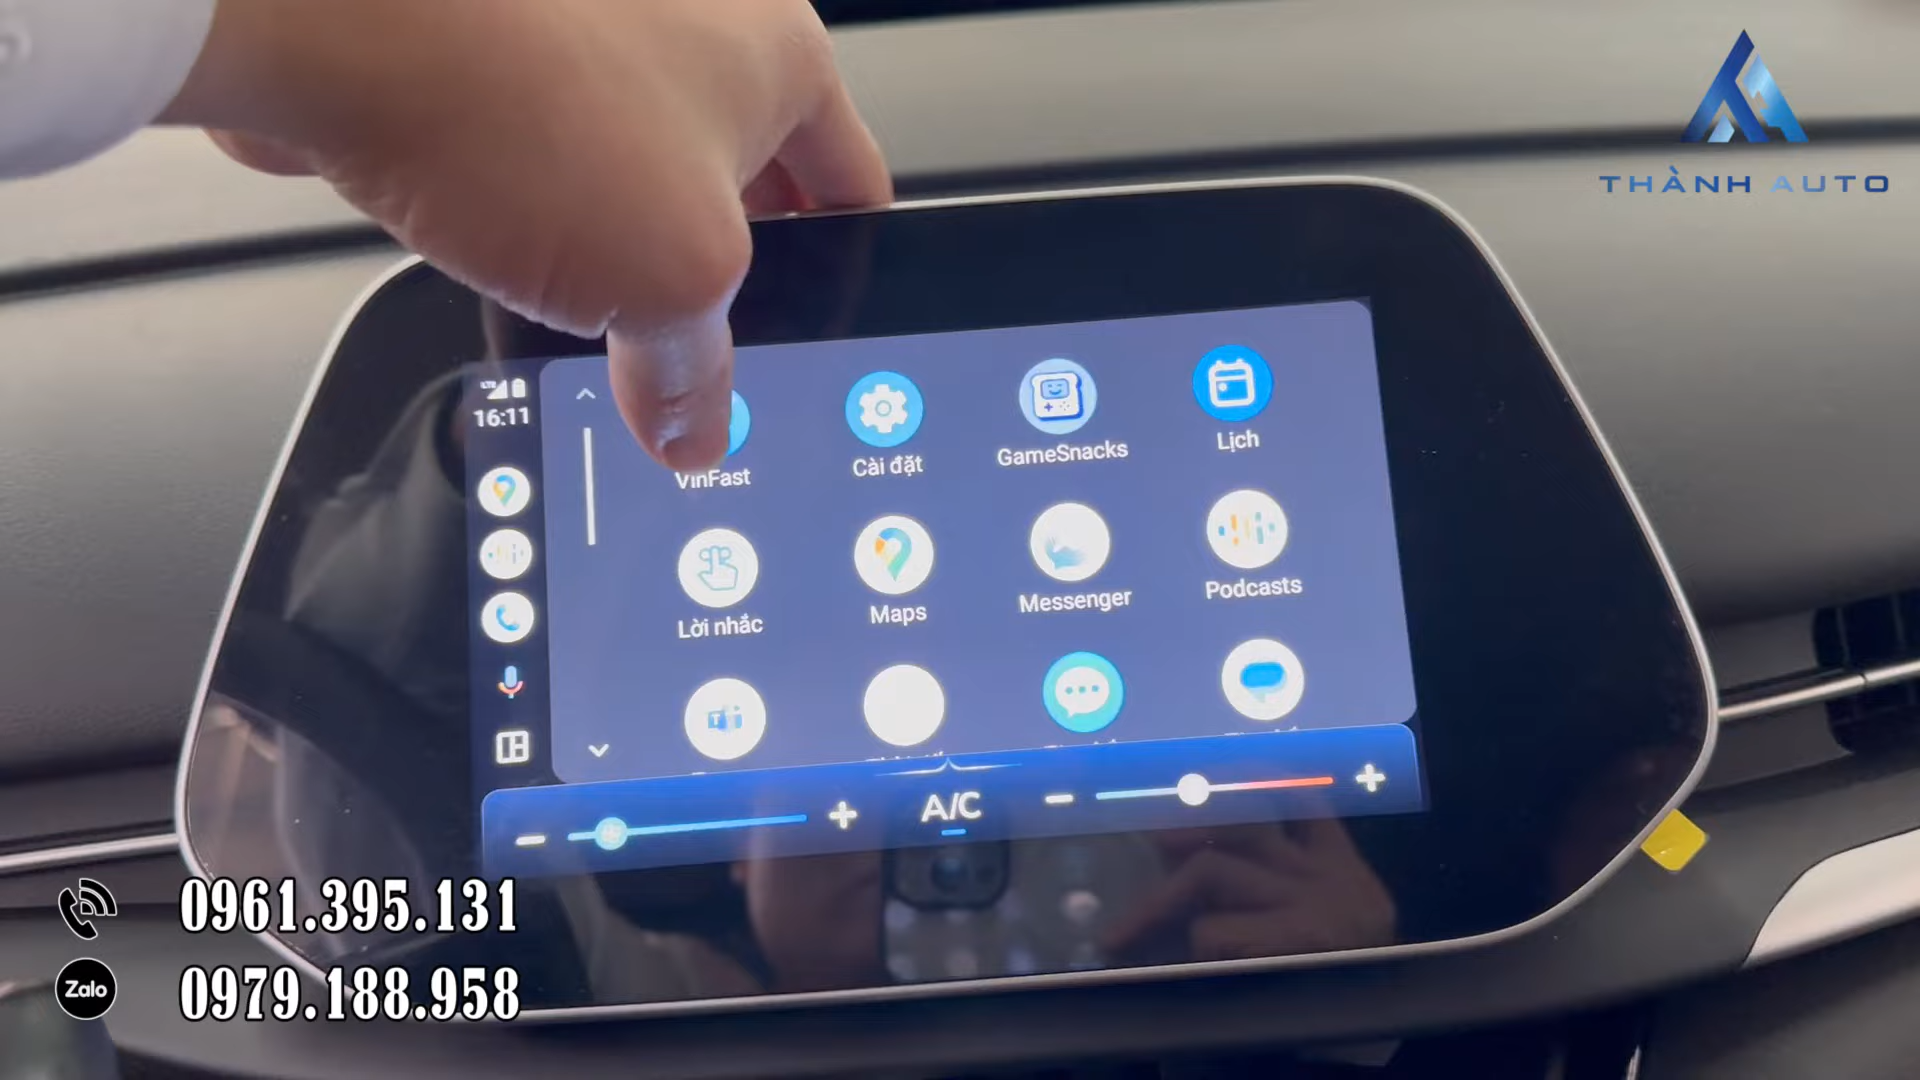 THÀNH AUTO
LTE
16:11
VinFast
Cài đặt
GameSnacks
Lịch
Lời nhắc
Maps
Messenger
Podcasts
A/C
0961.395.131
Zalo
0979.188.958